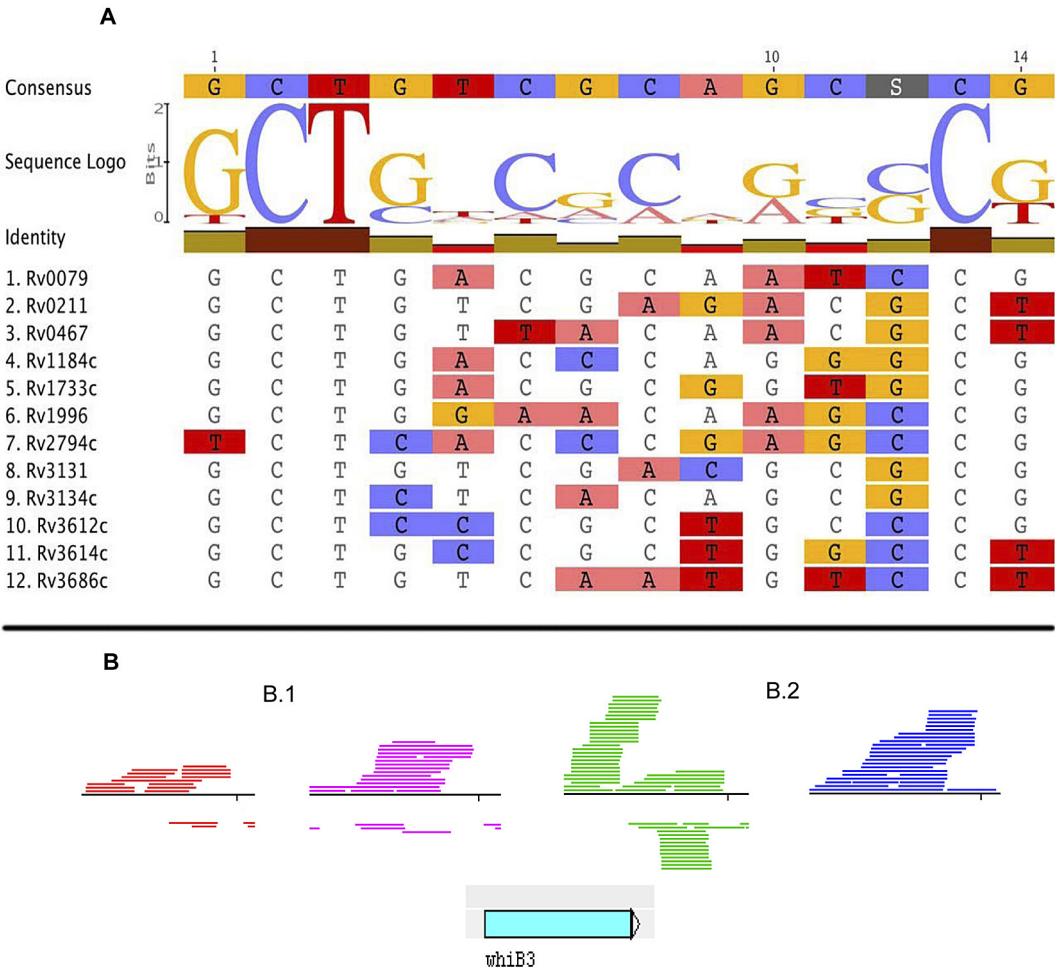 A
1 10 14
Consensus G C T G T C G C A G C S C G
Sequence Logo
2
1
0
Bits
G C T G C T A C A G C A C A A T G A C G T C G C G T
Identity
1. Rv0079 G C T G A C G C A A T C C G
2. Rv0211 G C T G T C G A G A C G C T
3. Rv0467 G C T G T T A C A A C G C T
4. Rv1184c G C T G A C C C A G G G C G
5. Rv1733c G C T G A C G C G G T G C G
6. Rv1996 G C T G G A A C A A G C C G
7. Rv2794c T C T C A C C C G A G C C G
8. Rv3131 G C T G T C G A C G C G C G
9. Rv3134c G C T C T C A C A G C G C G
10. Rv3612c G C T C C C G C T G C C C G
11. Rv3614c G C T G C C G C T G G C C T
12. Rv3686c G C T G T C A A T G T C C T
B
B.1 B.2
whiB3